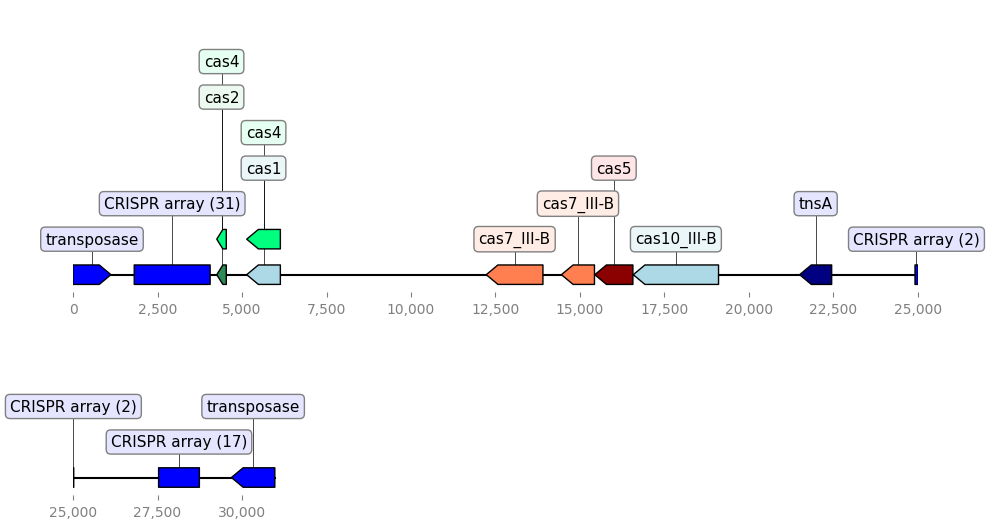 cas4
cas2
cas4
cas1
cas5
CRISPR array (31)
cas7_III-B
tnsA
transposase
cas7_III-B
cas10_III-B
CRISPR array (2)
0
2,500
5,000
7,500
10,000
12,500
15,000
17,500
20,000
22,500
25,000
CRISPR array (2)
transposase
CRISPR array (17)
25,000
27,500
30,000